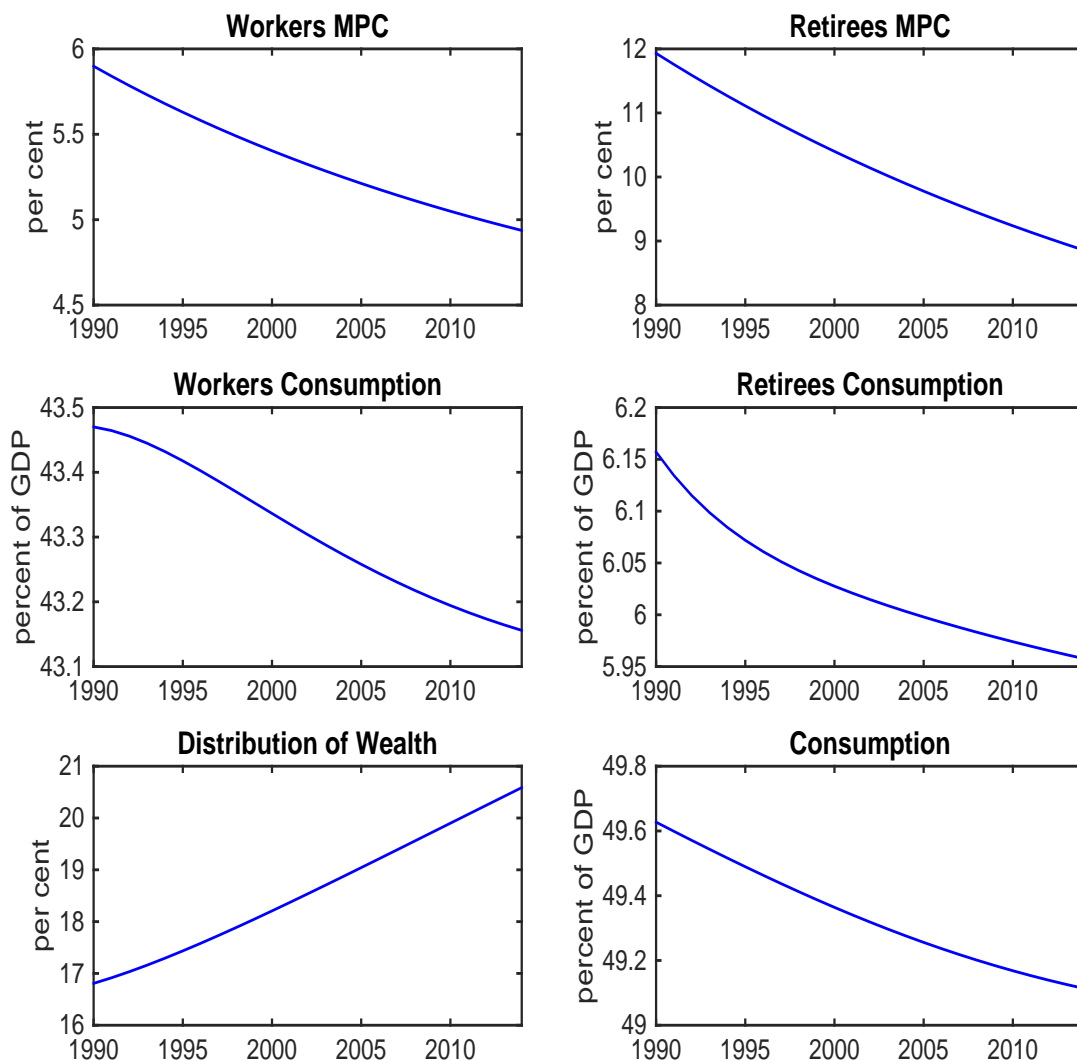 Workers MPC
6
5.5
5
4.5
per cent
1990 1995 2000 2005 2010
Retirees MPC
12
11
10
9
8
per cent
1990 1995 2000 2005 2010
Workers Consumption
43.5
43.4
43.3
43.2
43.1
percent of GDP
1990 1995 2000 2005 2010
Retirees Consumption
6.2
6.15
6.1
6.05
6
5.95
percent of GDP
1990 1995 2000 2005 2010
Distribution of Wealth
21
20
19
18
17
16
per cent
1990 1995 2000 2005 2010
Consumption
49.8
49.6
49.4
49.2
49
percent of GDP
1990 1995 2000 2005 2010